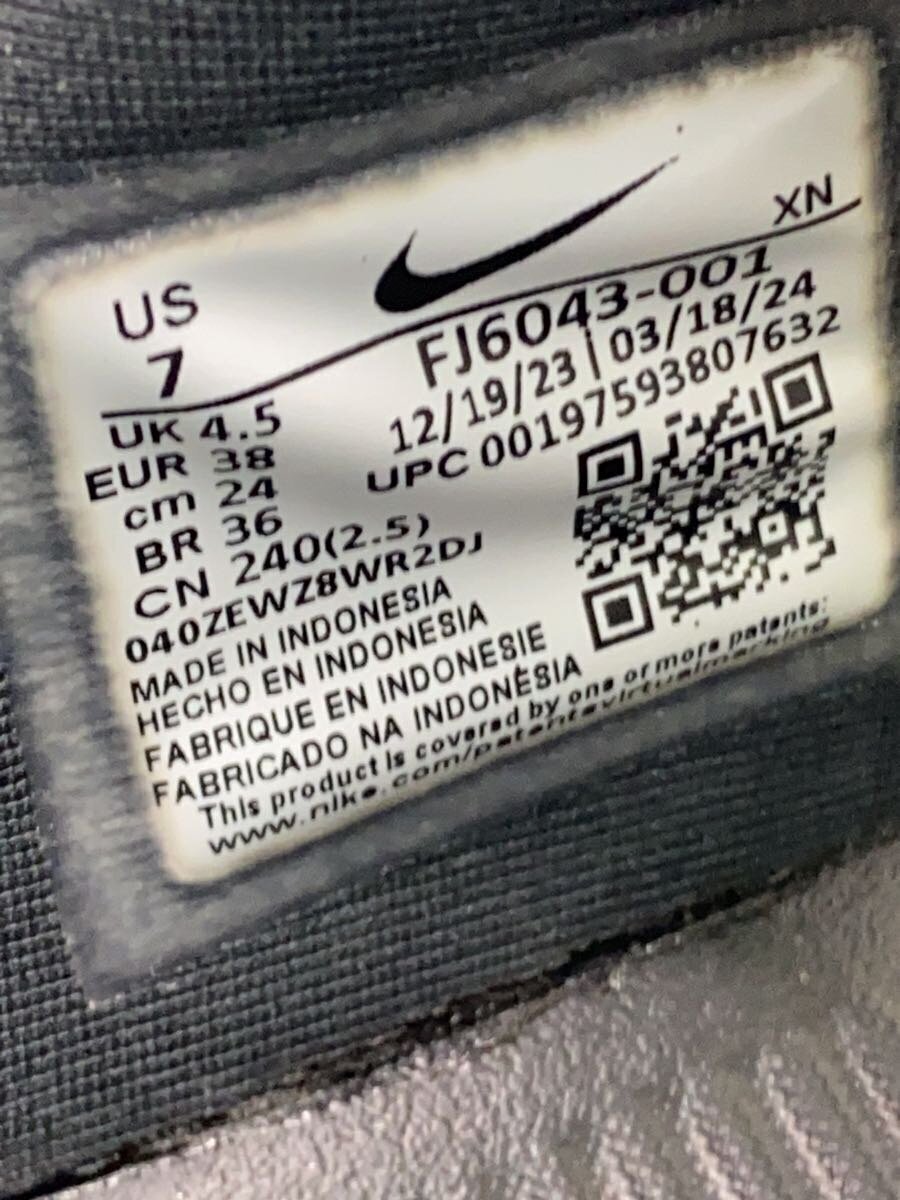 XN
US
7
FJ6043-001
12/19/23 | 03/18/24
UPC 00197593807632
UK 4.5
EUR 38
cm 24
BR 36
CN 240(2.5)
040ZEWZ8WR2DJ
MADE IN INDONESIA
HECHO EN INDONESIA
FABRIQUE EN INDONESIE
FABRICADO NA INDONÉSIA
This product is covered by one or more patents:
www.nike.com/patentvirtualmarking